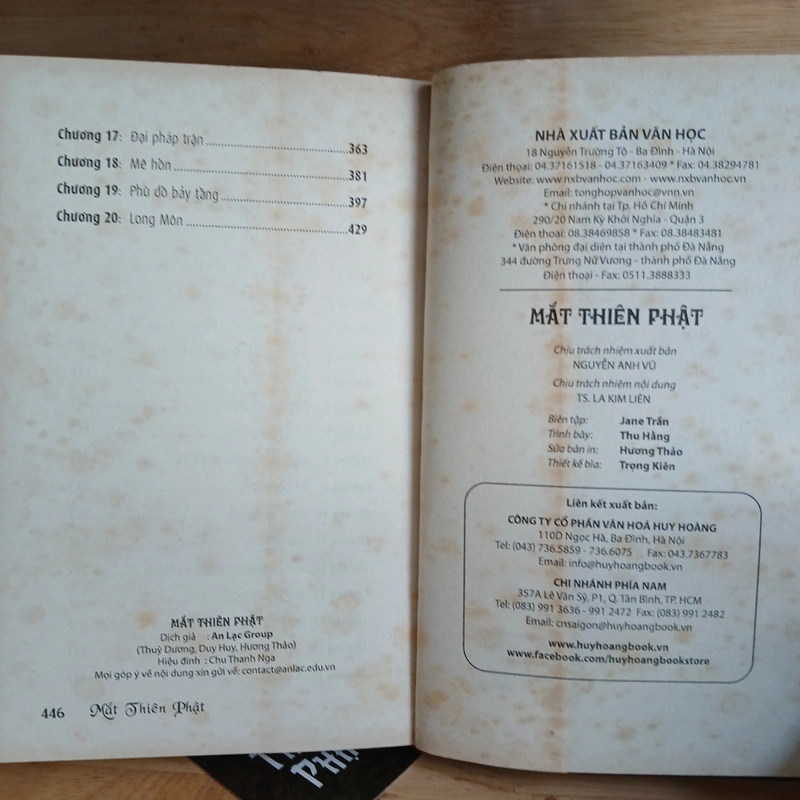 Chương 17: Đại pháp trận 363
Chương 18: Mê hồn 381
Chương 19: Phù đồ bảy tầng 397
Chương 20: Long Môn 429
MẮT THIÊN PHẬT
Dịch giả : An Lạc Group
(Thuỳ Dương, Duy Huy, Hương Thảo)
Hiệu đính : Chu Thanh Nga
Mọi góp ý về nội dung xin gửi về: contact@anlac.edu.vn
446 Mắt Thiên Phật
NHÀ XUẤT BẢN VĂN HỌC
18 Nguyễn Trường Tộ - Ba Đình - Hà Nội
Điện thoại: 04.37161518 - 04.37163409 * Fax: 04.38294781
Website: www.nxbvanhoc.com - www.nxbvanhoc.vn
Email: tonghopvanhoc@vnn.vn
* Chi nhánh tại Tp. Hồ Chí Minh
290/20 Nam Kỳ Khởi Nghĩa - Quận 3
Điện thoại: 08.38469858 * Fax: 08.38483481
* Văn phòng đại diện tại thành phố Đà Nẵng
344 đường Trưng Nữ Vương - thành phố Đà Nẵng
Điện thoại - Fax: 0511.3888333
MẮT THIÊN PHẬT
Chịu trách nhiệm xuất bản
NGUYỄN ANH VŨ
Chịu trách nhiệm nội dung
TS. LA KIM LIÊN
Biên tập: Jane Trần
Trình bày: Thu Hằng
Sửa bản in: Hương Thảo
Thiết kế bìa: Trọng Kiên
Liên kết xuất bản:
CÔNG TY CỔ PHẦN VĂN HOÁ HUY HOÀNG
110D Ngọc Hà, Ba Đình, Hà Nội
Tel: (043) 736.5859 - 736.6075 Fax: 043.7367783
Email: info@huyhoangbook.vn
CHI NHÁNH PHÍA NAM
357A Lê Văn Sỹ, P1, Q. Tân Bình, TP. HCM
Tel: (083) 991 3636 - 991 2472 Fax: (083) 991 2482
Email: cnsaigon@huyhoangbook.vn
www.huyhoangbook.vn
www.facebook.com/huyhoangbookstore